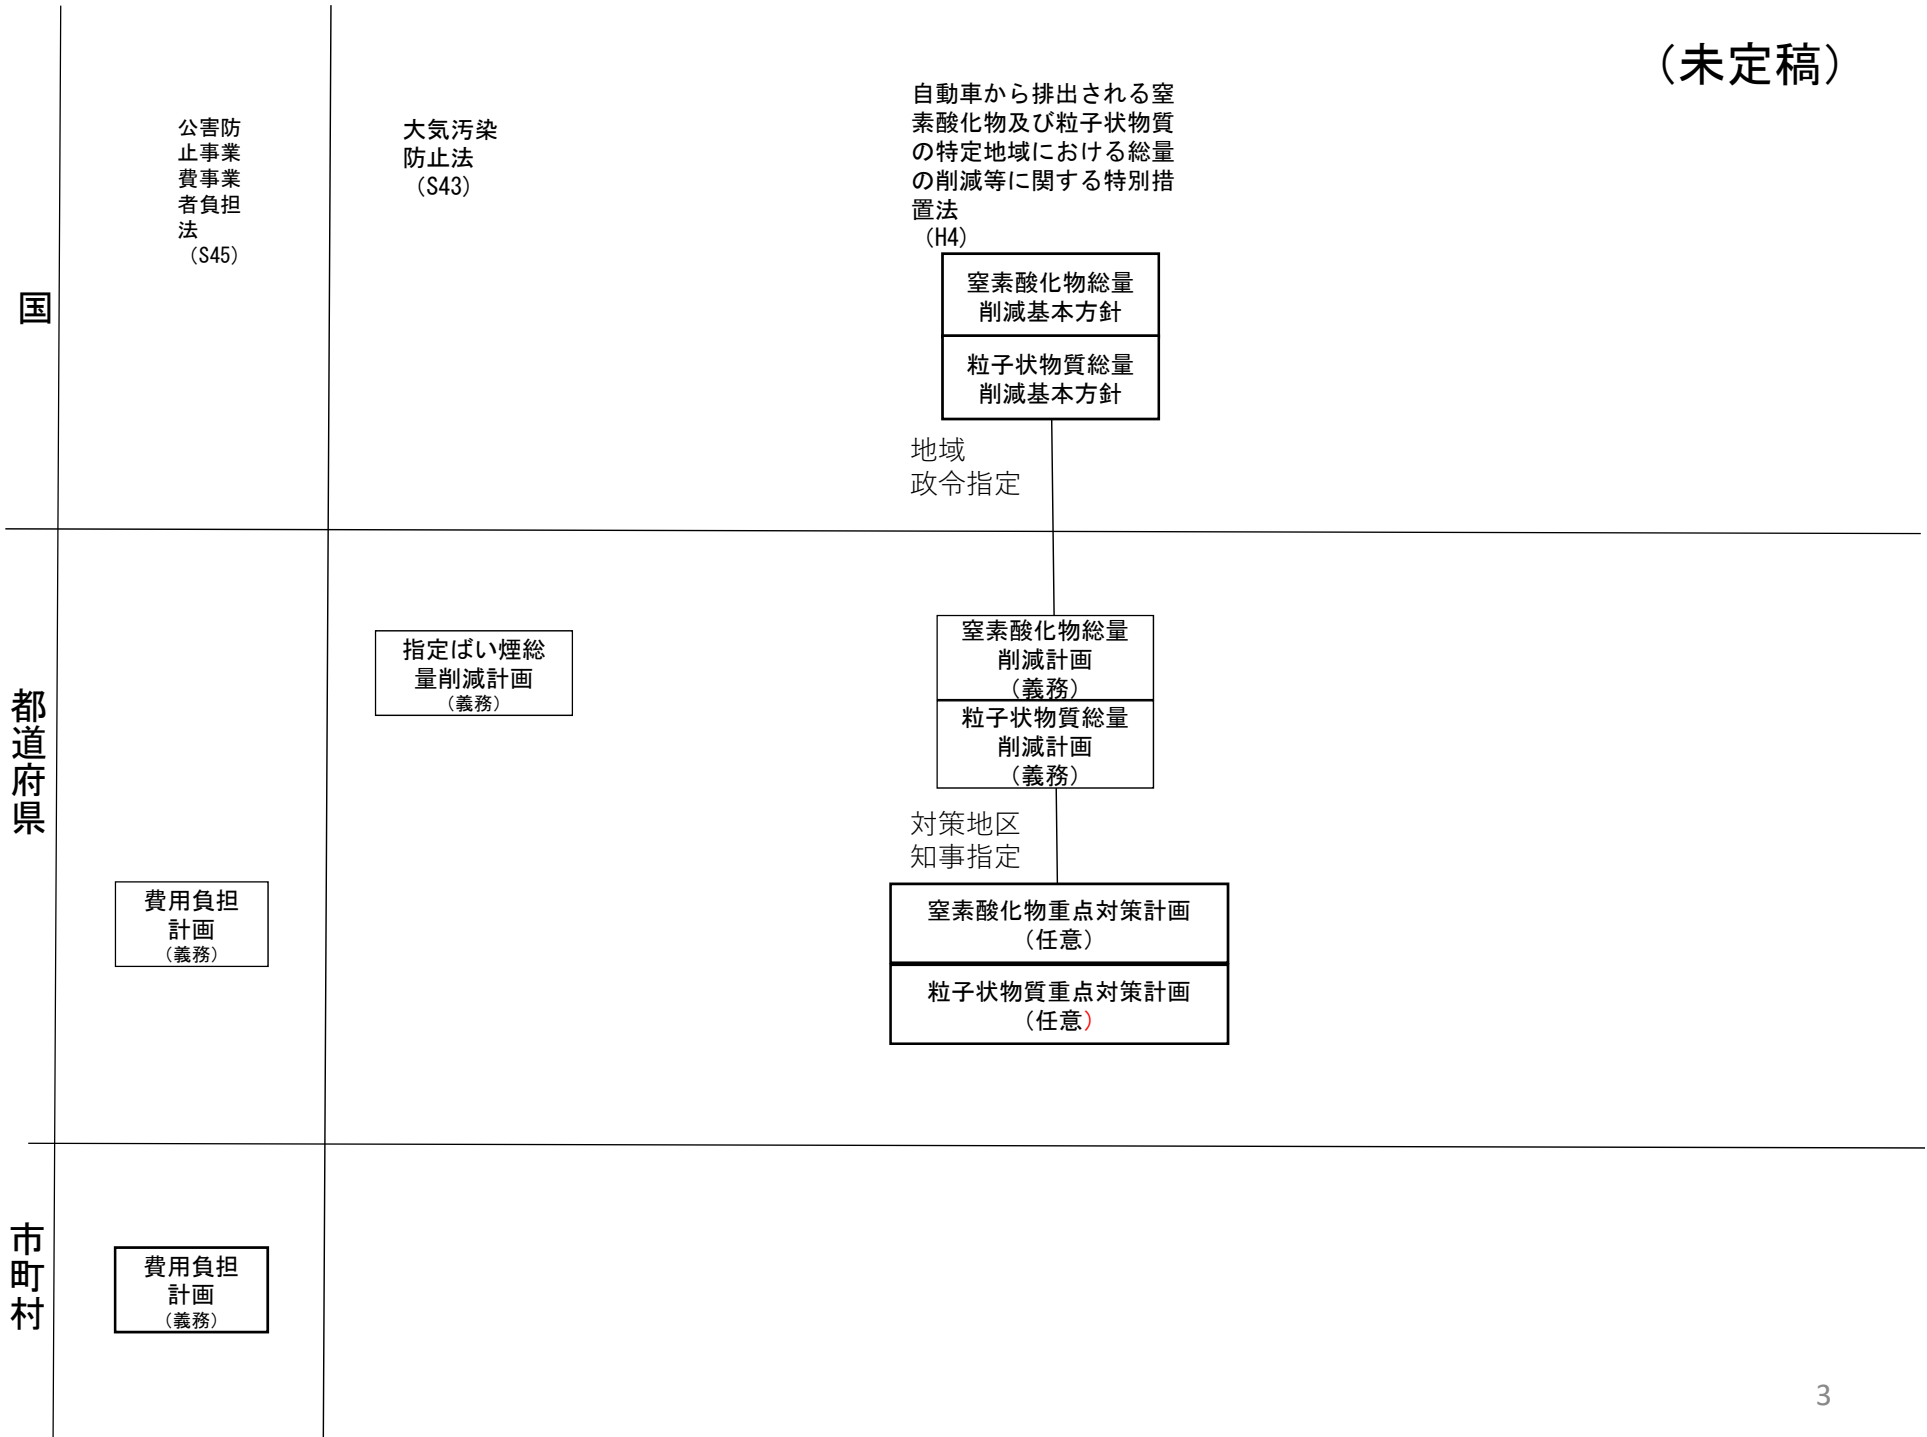 （未定稿）
公害防
止事業
費事業
者負担
法
（S45）
大気汚染
防止法
（S43）
自動車から排出される窒
素酸化物及び粒子状物質
の特定地域における総量
の削減等に関する特別措
置法
（H4）
国
窒素酸化物総量
削減基本方針
粒子状物質総量
削減基本方針
地域
政令指定
都道府県
指定ばい煙総
量削減計画
（義務）
窒素酸化物総量
削減計画
（義務）
粒子状物質総量
削減計画
（義務）
対策地区
知事指定
費用負担
計画
（義務）
窒素酸化物重点対策計画
（任意）
粒子状物質重点対策計画
（任意）
市町村
費用負担
計画
（義務）
3